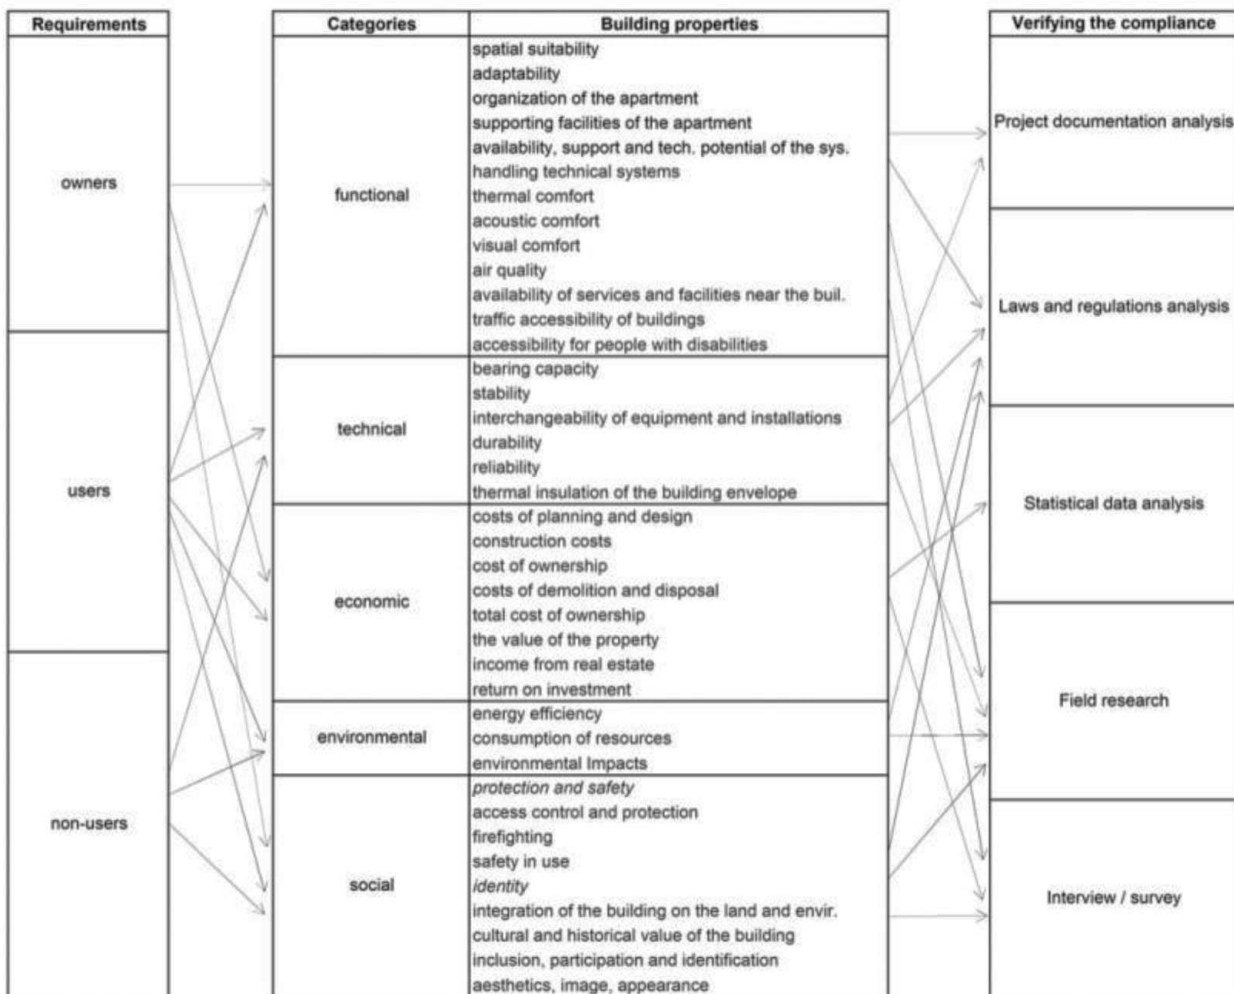 Requirements
owners
users
non-users
Categories
Building properties
functional
spatial suitability
adaptability
organization of the apartment
supporting facilities of the apartment
availability, support and tech. potential of the sys.
handling technical systems
thermal comfort
acoustic comfort
visual comfort
air quality
availability of services and facilities near the buil.
traffic accessibility of buildings
accessibility for people with disabilities
technical
bearing capacity
stability
interchangeability of equipment and installations
durability
reliability
thermal insulation of the building envelope
economic
costs of planning and design
construction costs
cost of ownership
costs of demolition and disposal
total cost of ownership
the value of the property
income from real estate
return on investment
environmental
energy efficiency
consumption of resources
environmental Impacts
social
protection and safety
access control and protection
firefighting
safety in use
identity
integration of the building on the land and envir.
cultural and historical value of the building
inclusion, participation and identification
aesthetics, image, appearance
Verifying the compliance
Project documentation analysis
Laws and regulations analysis
Statistical data analysis
Field research
Interview / survey